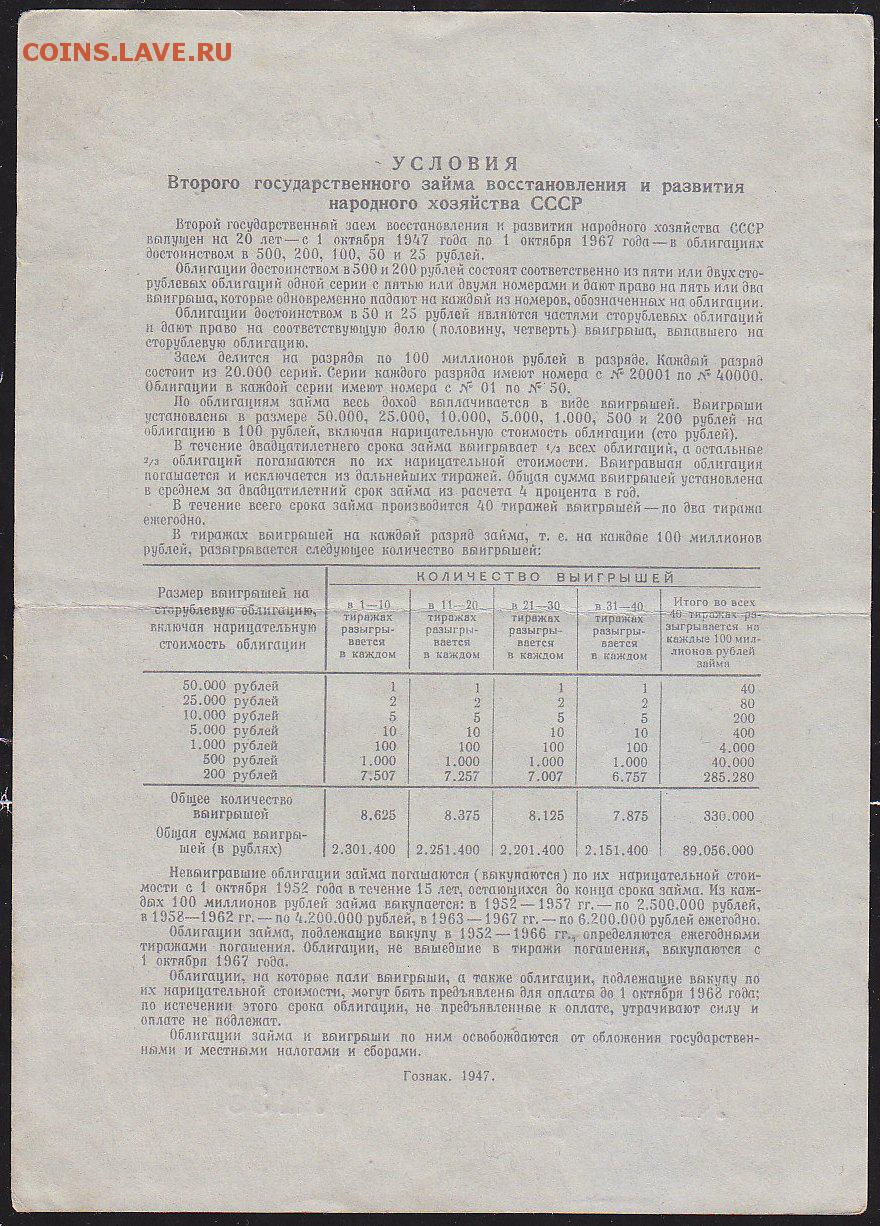 COINS.LAVE.RU
УСЛОВИЯ
Второго государственного займа восстановления и развития
народного хозяйства СССР
Второй государственный заем восстановления и развития народного хозяйства СССР
выпущен на 20 лет — с 1 октября 1947 года по 1 октября 1967 года — в облигациях
достоинством в 500, 200, 100, 50 и 25 рублей.
Облигации достоинством в 500 и 200 рублей состоят соответственно из пяти или двух сто-
рублевых облигаций одной серии с пятью или двумя номерами и дают право на пять или два
выигрыша, которые одновременно падают на каждый из номеров, обозначенных на облигации.
Облигации достоинством в 50 и 25 рублей являются частями сторублевых облигаций
и дают право на соответствующую долю (половину, четверть) выигрыша, выпавшего на
сторублевую облигацию.
Заем делится на разряды по 100 миллионов рублей в разряде. Каждый разряд
состоит из 20.000 серий. Серии каждого разряда имеют номера с № 20001 по № 40000.
Облигации в каждой серии имеют номера с № 01 по № 50.
По облигациям займа весь доход выплачивается в виде выигрышей. Выигрыши
установлены в размере 50.000, 25.000, 10.000, 5.000, 1.000, 500 и 200 рублей на
облигацию в 100 рублей, включая нарицательную стоимость облигации (сто рублей).
В течение двадцатилетнего срока займа выигрывает 1/3 всех облигаций, а остальные
2/3 облигаций погашаются по их нарицательной стоимости. Выигравшая облигация
погашается и исключается из дальнейших тиражей. Общая сумма выигрышей установлена
в среднем за двадцатилетний срок займа из расчета 4 процента в год.
В течение всего срока займа производится 40 тиражей выигрышей — по два тиража
ежегодно.
В тиражах выигрышей на каждый разряд займа, т. е. на каждые 100 миллионов
рублей, разыгрывается следующее количество выигрышей:
Размер выигрышей на
сторублевую облигацию,
включая нарицательную
стоимость облигации
КОЛИЧЕСТВО ВЫИГРЫШЕЙ
в 1—10
тиражах
разыгры-
вается
в каждом
в 11—20
тиражах
разыгры-
вается
в каждом
в 21—30
тиражах
разыгры-
вается
в каждом
в 31—40
тиражах
разыгры-
вается
в каждом
Итого во всех
40 тиражах ра-
зыгрывается на
каждые 100 мил-
лионов рублей
займа
50.000 рублей 1 1 1 1 40
25.000 рублей 2 2 2 2 80
10.000 рублей 5 5 5 5 200
5.000 рублей 10 10 10 10 400
1.000 рублей 100 100 100 100 4.000
500 рублей 1.000 1.000 1.000 1.000 40.000
200 рублей 7.507 7.257 7.007 6.757 285.280
Общее количество
выигрышей 8.625 8.375 8.125 7.875 330.000
Общая сумма выигры-
шей (в рублях) 2.301.400 2.251.400 2.201.400 2.151.400 89.056.000
Невыигравшие облигации займа погашаются (выкупаются) по их нарицательной стои-
мости с 1 октября 1952 года в течение 15 лет, остающихся до конца срока займа. Из каж-
дых 100 миллионов рублей займа выкупается: в 1952 — 1957 гг. — по 2.500.000 рублей,
в 1958—1962 гг. — по 4.200.000 рублей, в 1963 — 1967 гг. — по 6.200.000 рублей ежегодно.
Облигации займа, подлежащие выкупу в 1952 — 1966 гг., определяются ежегодными
тиражами погашения. Облигации, не вышедшие в тиражи погашения, выкупаются с
1 октября 1967 года.
Облигации, на которые пали выигрыши, а также облигации, подлежащие выкупу по
их нарицательной стоимости, могут быть предъявлены для оплаты до 1 октября 1968 года;
по истечении этого срока облигации, не предъявленные к оплате, утрачивают силу и
оплате не подлежат.
Облигации займа и выигрыши по ним освобождаются от обложения государствен-
ными и местными налогами и сборами.
Гознак. 1947.